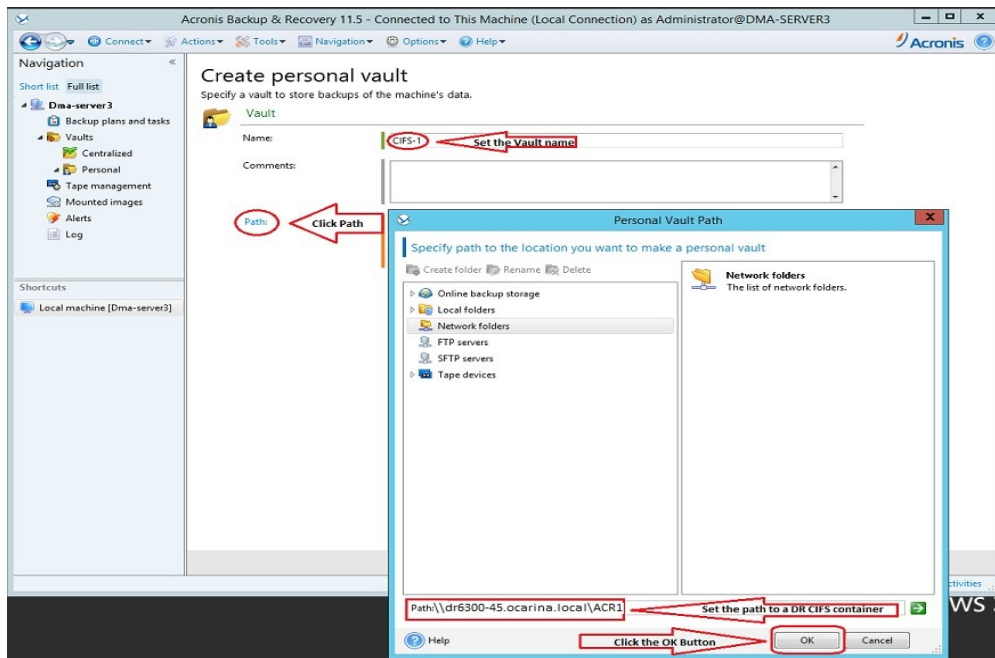 Acronis Backup & Recovery 11.5 - Connected to This Machine (Local Connection) as Administrator@DMA-SERVER3
Connect Actions Tools Navigation Options Help
Acronis
Navigation
Short list Full list
Dma-server3
Backup plans and tasks
Vaults
Centralized
Personal
Tape management
Mounted images
Alerts
Log
Shortcuts
Local machine [Dma-server3]
Create personal vault
Specify a vault to store backups of the machine's data.
Vault
Name: CIFS-1 Set the Vault name
Comments:
Path: Click Path
Personal Vault Path
Specify path to the location you want to make a personal vault
Create folder Rename Delete
Online backup storage
Local folders
Network folders
FTP servers
SFTP servers
Tape devices
Network folders
The list of network folders.
Path:\\dr6300-45.ocarina.local\ACR1 Set the path to a DR CIFS container
Help Click the OK Button OK Cancel